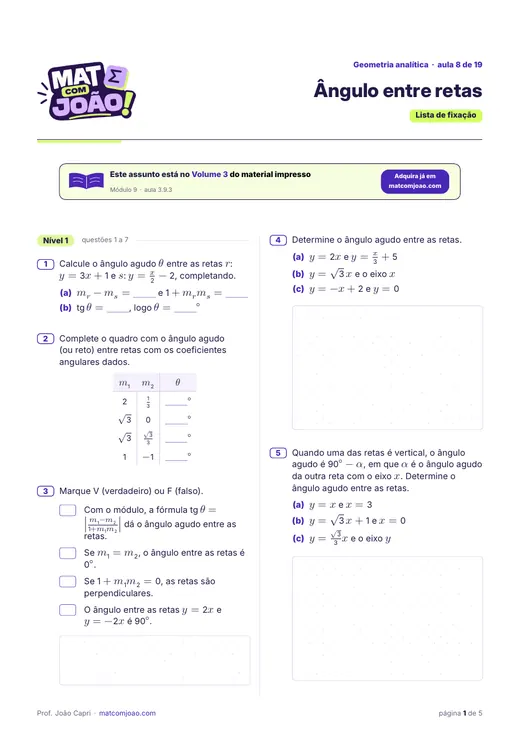 MAT Σ
COM
JOÃO!
Geometria analítica · aula 8 de 19
Ângulo entre retas
Lista de fixação
Este assunto está no Volume 3 do material impresso
Módulo 9 · aula 3.9.3
Adquira já em
matcomjoao.com
Nível 1 questões 1 a 7
1 Calcule o ângulo agudo θ entre as retas r:
y = 3x + 1 e s: y = x/2 − 2, completando.
(a) m_r − m_s = ____ e 1 + m_r m_s = ____
(b) tg θ = ____, logo θ = ____°
2 Complete o quadro com o ângulo agudo
(ou reto) entre retas com os coeficientes
angulares dados.
m₁ m₂ θ
2 1/3 ____°
√3 0 ____°
√3 √3/3 ____°
1 −1 ____°
3 Marque V (verdadeiro) ou F (falso).
Com o módulo, a fórmula tg θ =
|m₁−m₂/1+m₁m₂| dá o ângulo agudo entre as
retas.
Se m₁ = m₂, o ângulo entre as retas é
0°.
Se 1 + m₁m₂ = 0, as retas são
perpendiculares.
O ângulo entre as retas y = 2x e
y = −2x é 90°.
4 Determine o ângulo agudo entre as retas.
(a) y = 2x e y = x/3 + 5
(b) y = √3 x e o eixo x
(c) y = −x + 2 e y = 0
5 Quando uma das retas é vertical, o ângulo
agudo é 90° − α, em que α é o ângulo agudo
da outra reta com o eixo x. Determine o
ângulo agudo entre as retas.
(a) y = x e x = 3
(b) y = √3 x + 1 e x = 0
(c) y = √3/3 x e o eixo y
Prof. João Capri · matcomjoao.com
página 1 de 5